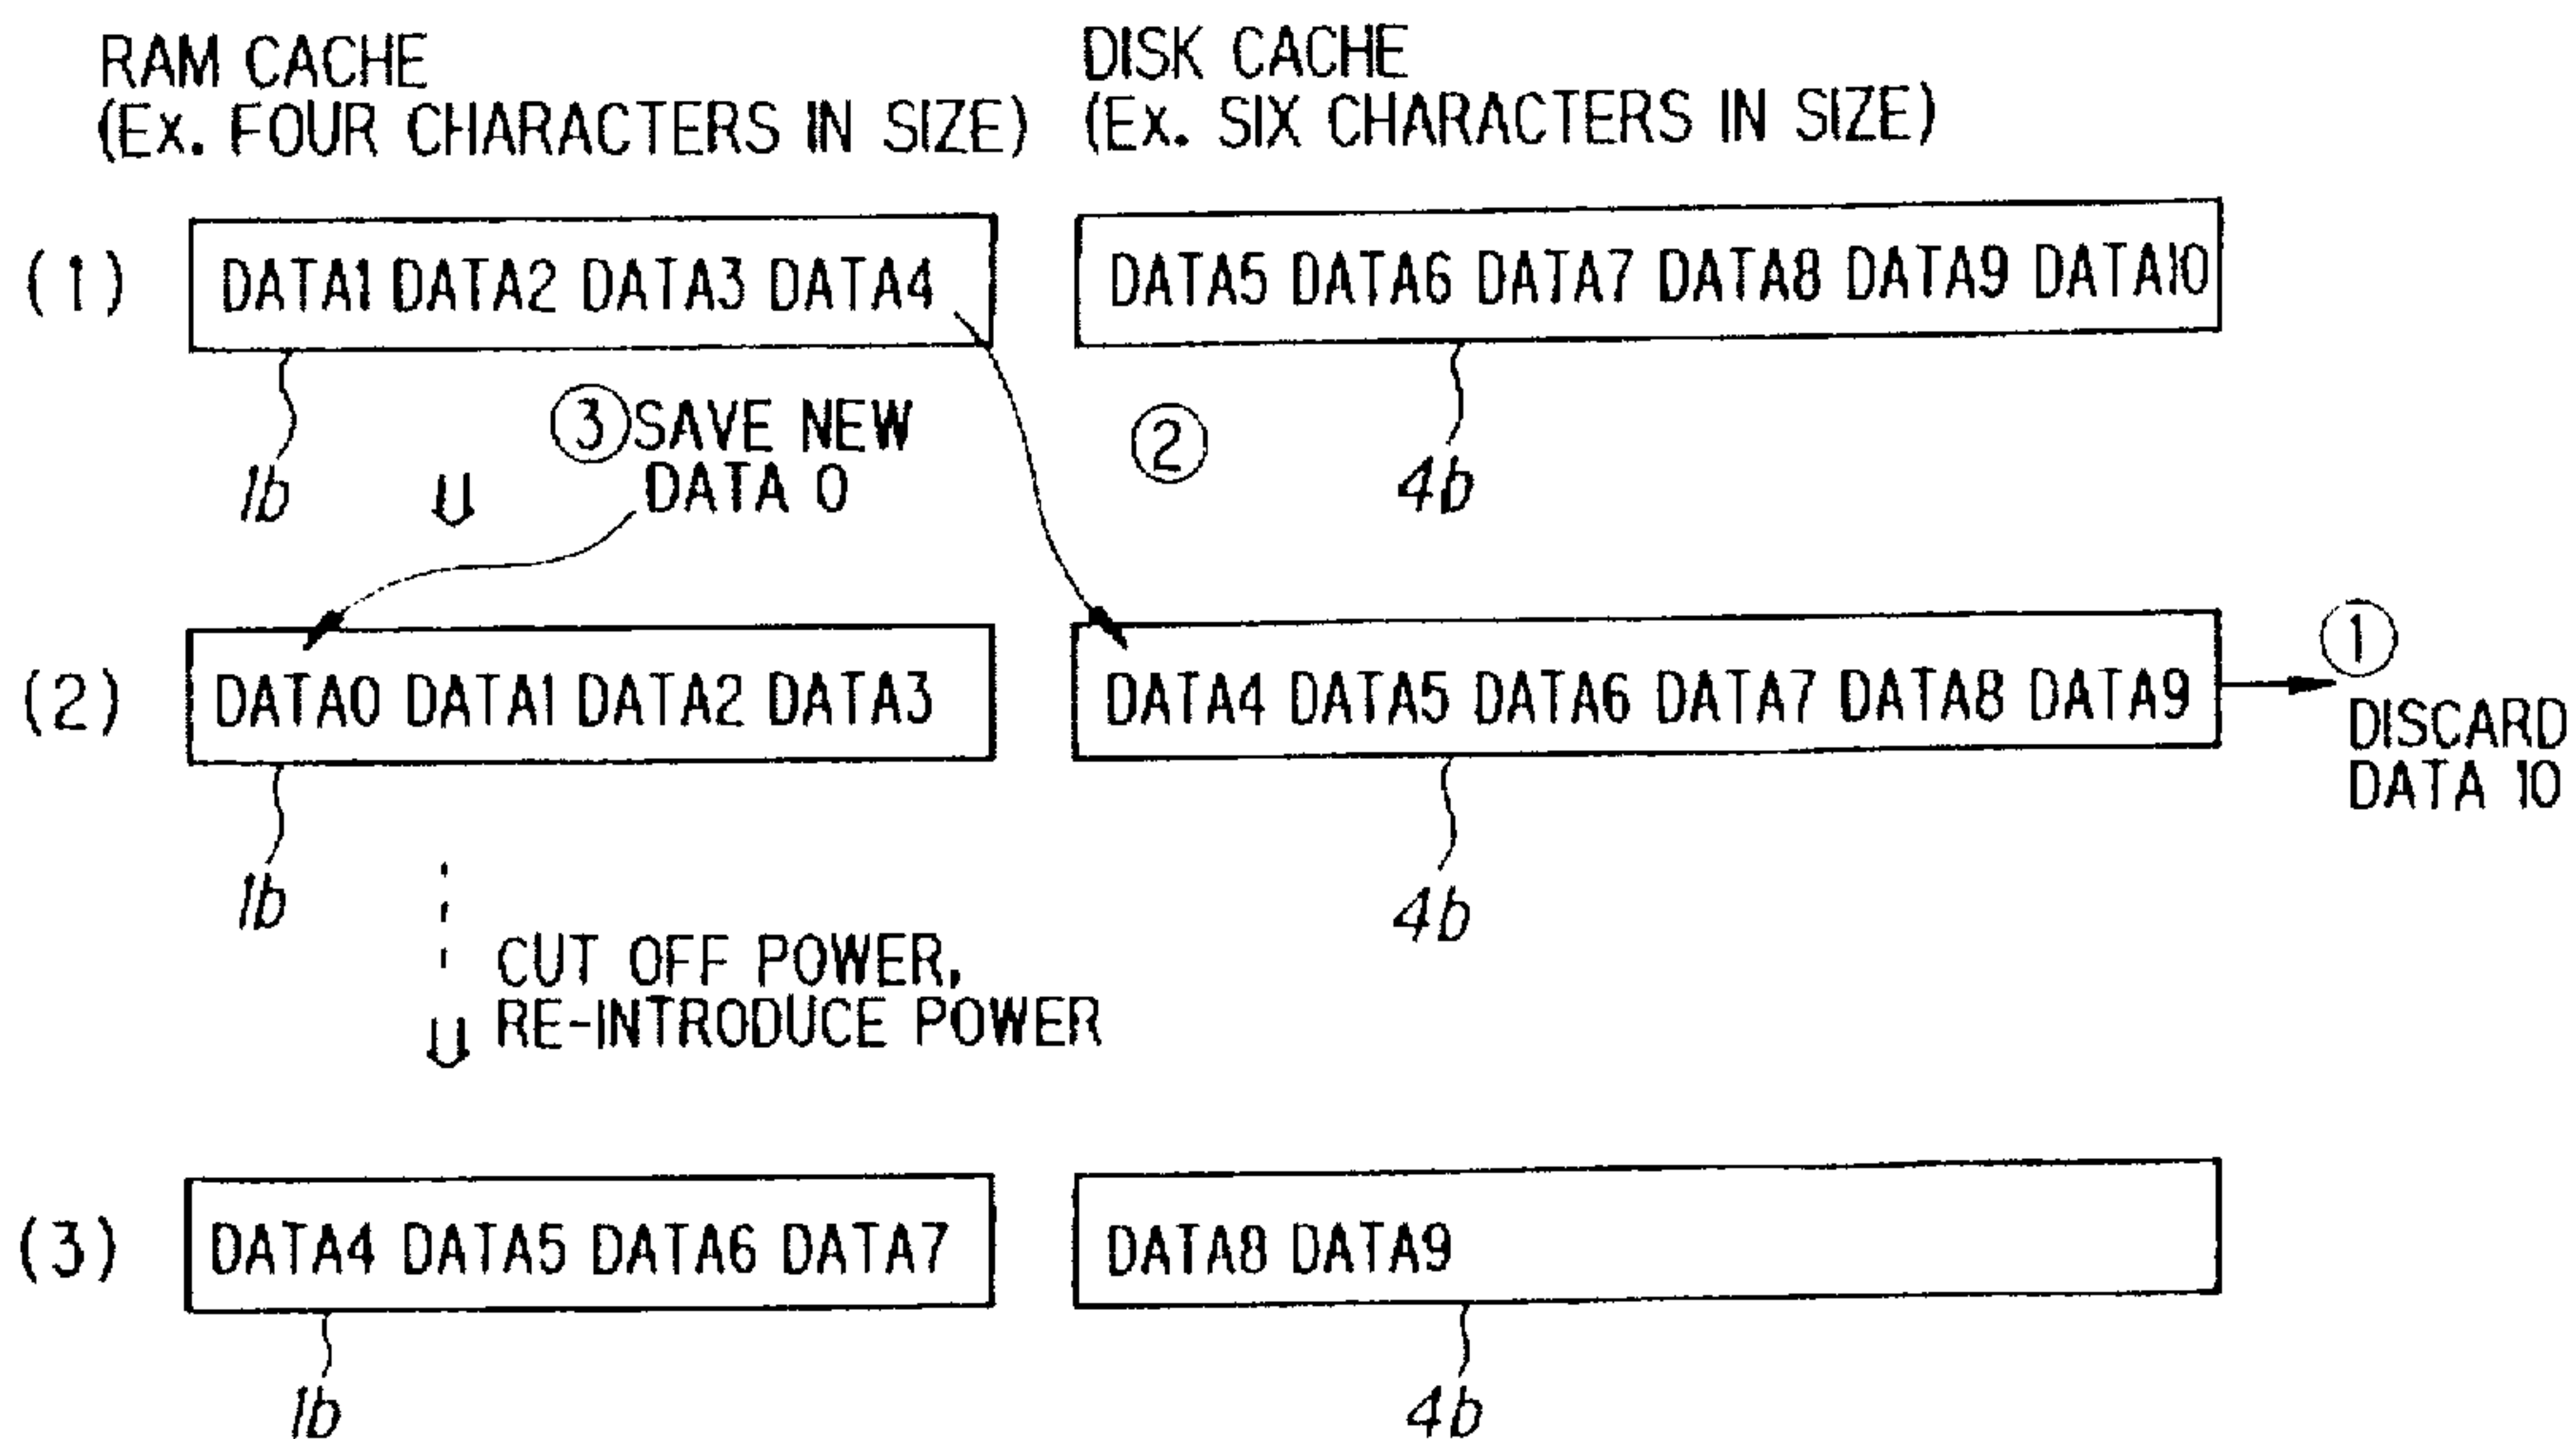 RAM CACHE
(Ex. FOUR CHARACTERS IN SIZE)
DISK CACHE
(Ex. SIX CHARACTERS IN SIZE)
(1)
DATA1 DATA2 DATA3 DATA4
DATA5 DATA6 DATA7 DATA8 DATA9 DATA10
1b
③ SAVE NEW
DATA 0
②
4b
(2)
DATA0 DATA1 DATA2 DATA3
DATA4 DATA5 DATA6 DATA7 DATA8 DATA9
①
DISCARD
DATA 10
1b
4b
CUT OFF POWER,
RE-INTRODUCE POWER
(3)
DATA4 DATA5 DATA6 DATA7
DATA8 DATA9
1b
4b